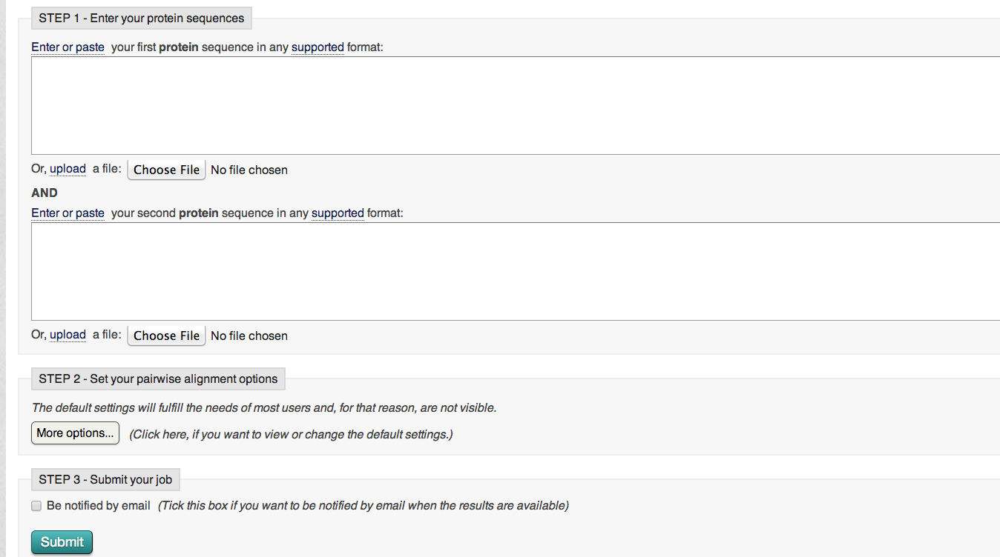 STEP 1 - Enter your protein sequences
Enter or paste your first protein sequence in any supported format:
Or, upload a file: Choose File No file chosen
AND
Enter or paste your second protein sequence in any supported format:
Or, upload a file: Choose File No file chosen
STEP 2 - Set your pairwise alignment options
The default settings will fulfill the needs of most users and, for that reason, are not visible.
More options... (Click here, if you want to view or change the default settings.)
STEP 3 - Submit your job
Be notified by email (Tick this box if you want to be notified by email when the results are available)
Submit